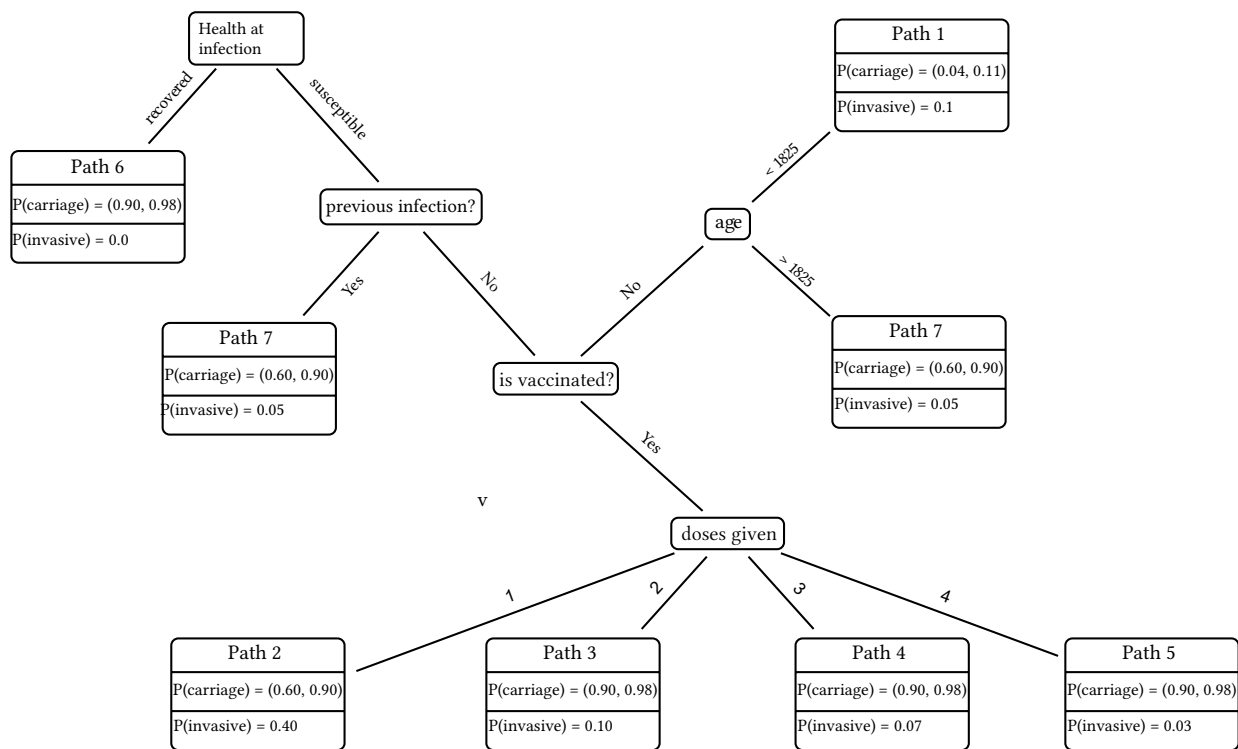 Health at
infection
recovered
susceptible
Path 1
P(carriage) = (0.04, 0.11)
P(invasive) = 0.1
< 1825
Path 6
P(carriage) = (0.90, 0.98)
P(invasive) = 0.0
previous infection?
age
Yes
No
No
> 1825
Path 7
P(carriage) = (0.60, 0.90)
P(invasive) = 0.05
Path 7
P(carriage) = (0.60, 0.90)
P(invasive) = 0.05
is vaccinated?
Yes
v
doses given
1
2
3
4
Path 2
P(carriage) = (0.60, 0.90)
P(invasive) = 0.40
Path 3
P(carriage) = (0.90, 0.98)
P(invasive) = 0.10
Path 4
P(carriage) = (0.90, 0.98)
P(invasive) = 0.07
Path 5
P(carriage) = (0.90, 0.98)
P(invasive) = 0.03